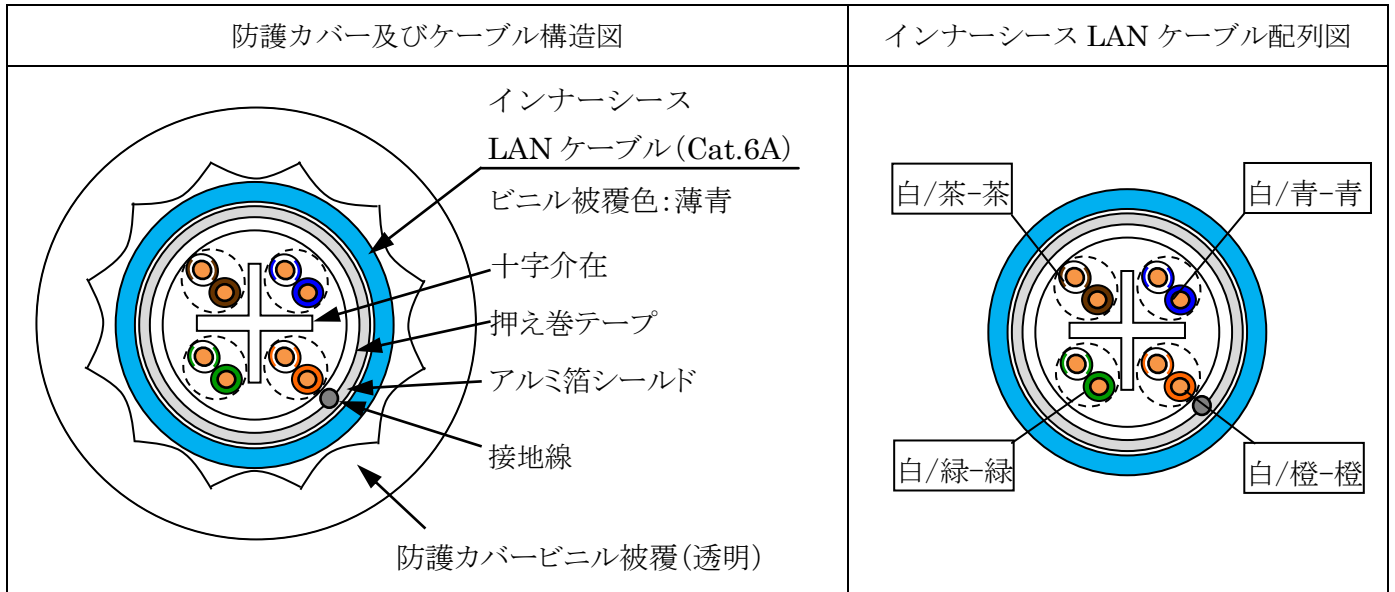 防護カバー及びケーブル構造図
インナーシース LAN ケーブル配列図
インナーシース
LAN ケーブル(Cat.6A)
ビニル被覆色:薄青
十字介在
押え巻テープ
アルミ箔シールド
接地線
防護カバービニル被覆(透明)
白/茶-茶
白/青-青
白/緑-緑
白/橙-橙